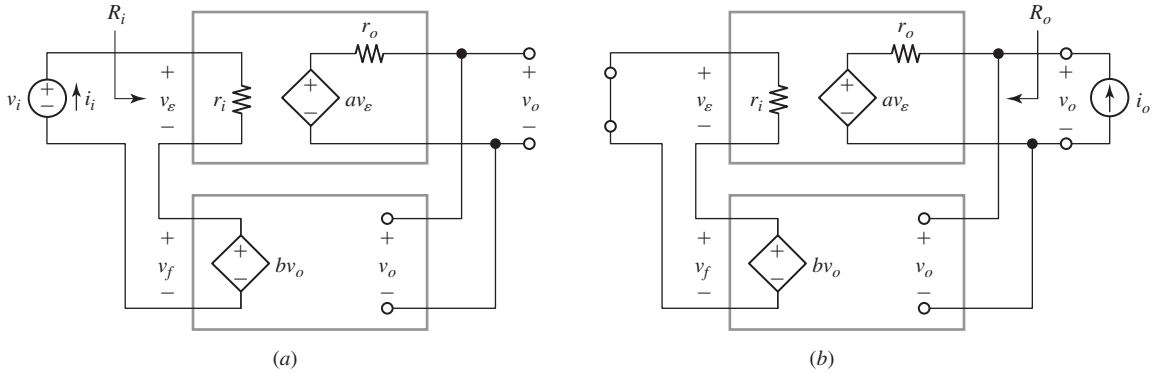 R_i
r_o
+
v_i
+
−
i_i
+
v_ε
−
r_i
+
−
av_ε
+
v_o
−
+
v_f
−
+
−
bv_o
+
v_o
−
(a)
r_o
R_o
+
v_ε
−
r_i
+
−
av_ε
+
v_o
−
i_o
+
v_f
−
+
−
bv_o
+
v_o
−
(b)